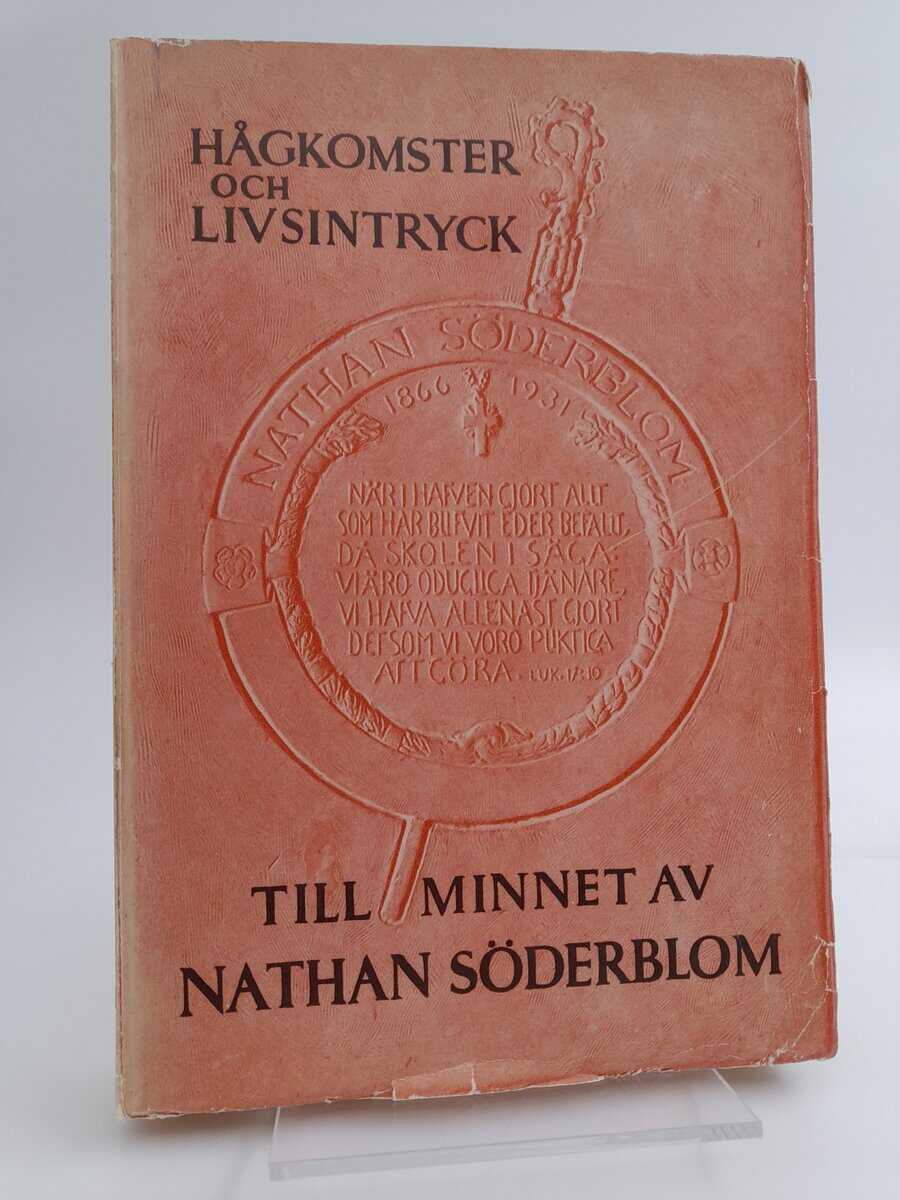 HÅGKOMSTER
OCH
LIVSINTRYCK
NATHAN SÖDERBLOM
1866 1931
NÄR I HAFVEN GJORT ALLT
SOM HAR BLIFVIT EDER BEFALLT,
DÅ SKOLEN I SÄGA:
VI ÄRO ODUGLIGA TJÄNARE,
VI HAFVA ALLENAST GJORT
DET SOM VI VORO PLIKTIGA
ATT GÖRA. LUK. 17:10
TILL MINNET AV
NATHAN SÖDERBLOM